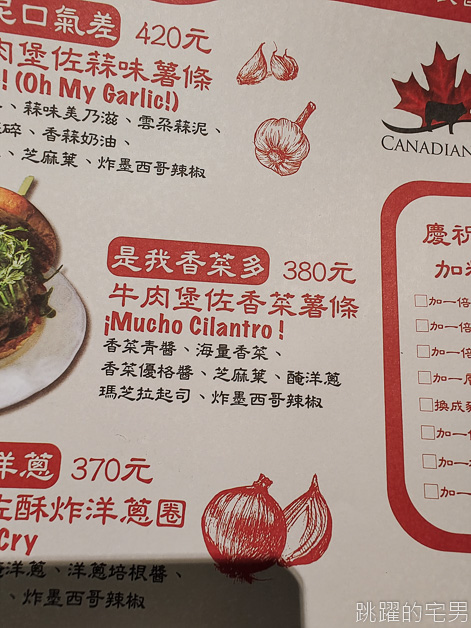 昆口氣差 420元
肉堡佐蒜味薯條
! (Oh My Garlic!)
、蒜味美乃滋、雲朶蒜泥、
碎、香蒜奶油、
、芝麻葉、炸墨西哥辣椒
CANADIAN
是我香菜多 380元
牛肉堡佐香菜薯條
¡Mucho Cilantro !
香菜青醬、海量香菜、
香菜優格醬、芝麻葉、醃洋蔥
瑪芝拉起司、炸墨西哥辣椒
慶祝
加
□加一倍
□加一倍
□加一倍
□加一層
□換成
□加一
□加一
□加一
洋蔥 370元
佐酥炸洋蔥圈
Cry
醃洋蔥、洋蔥培根醬、
、炸墨西哥辣椒
跳躍的宅男